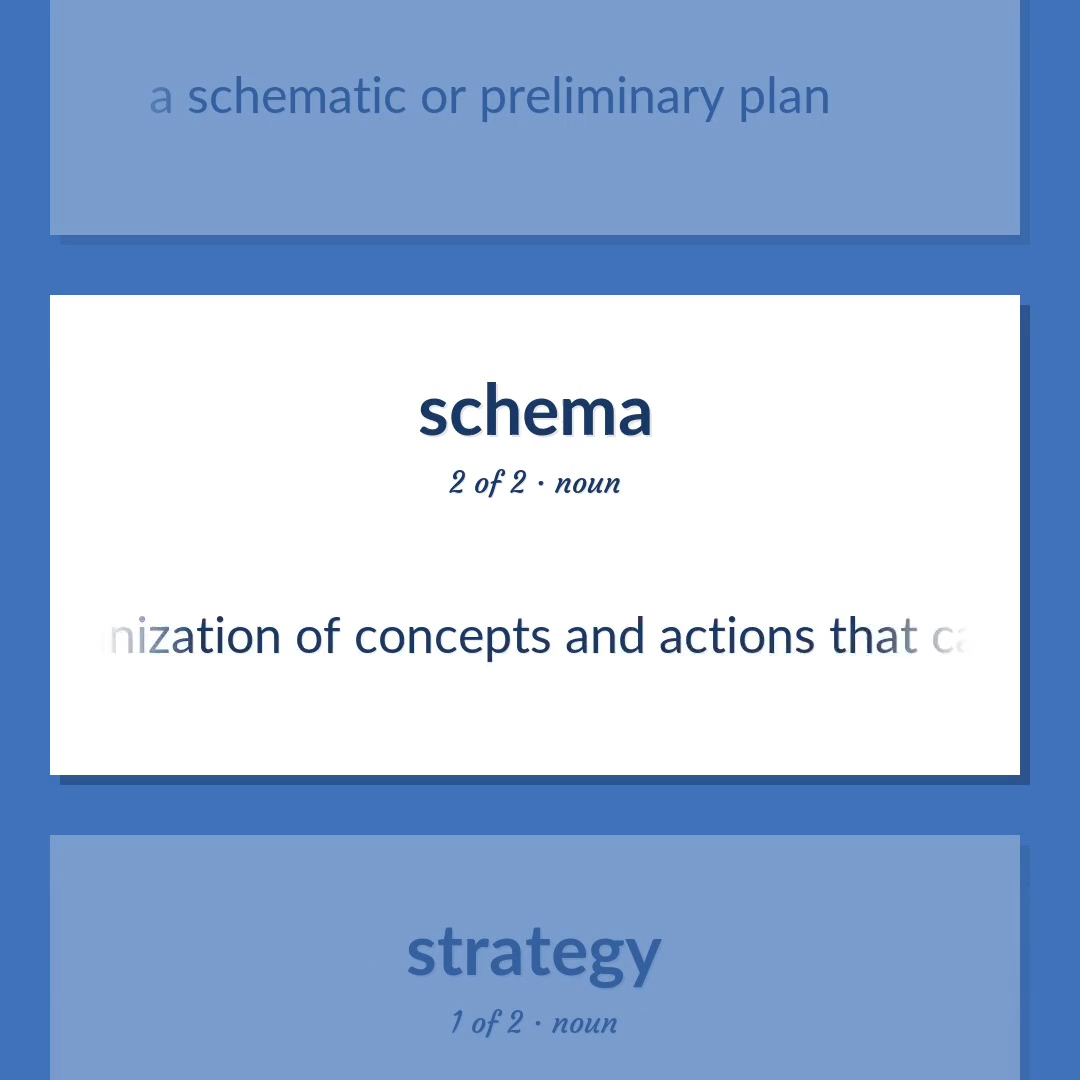 a schematic or preliminary plan
schema
2 of 2 · noun
nization of concepts and actions that ca
strategy
1 of 2 · noun